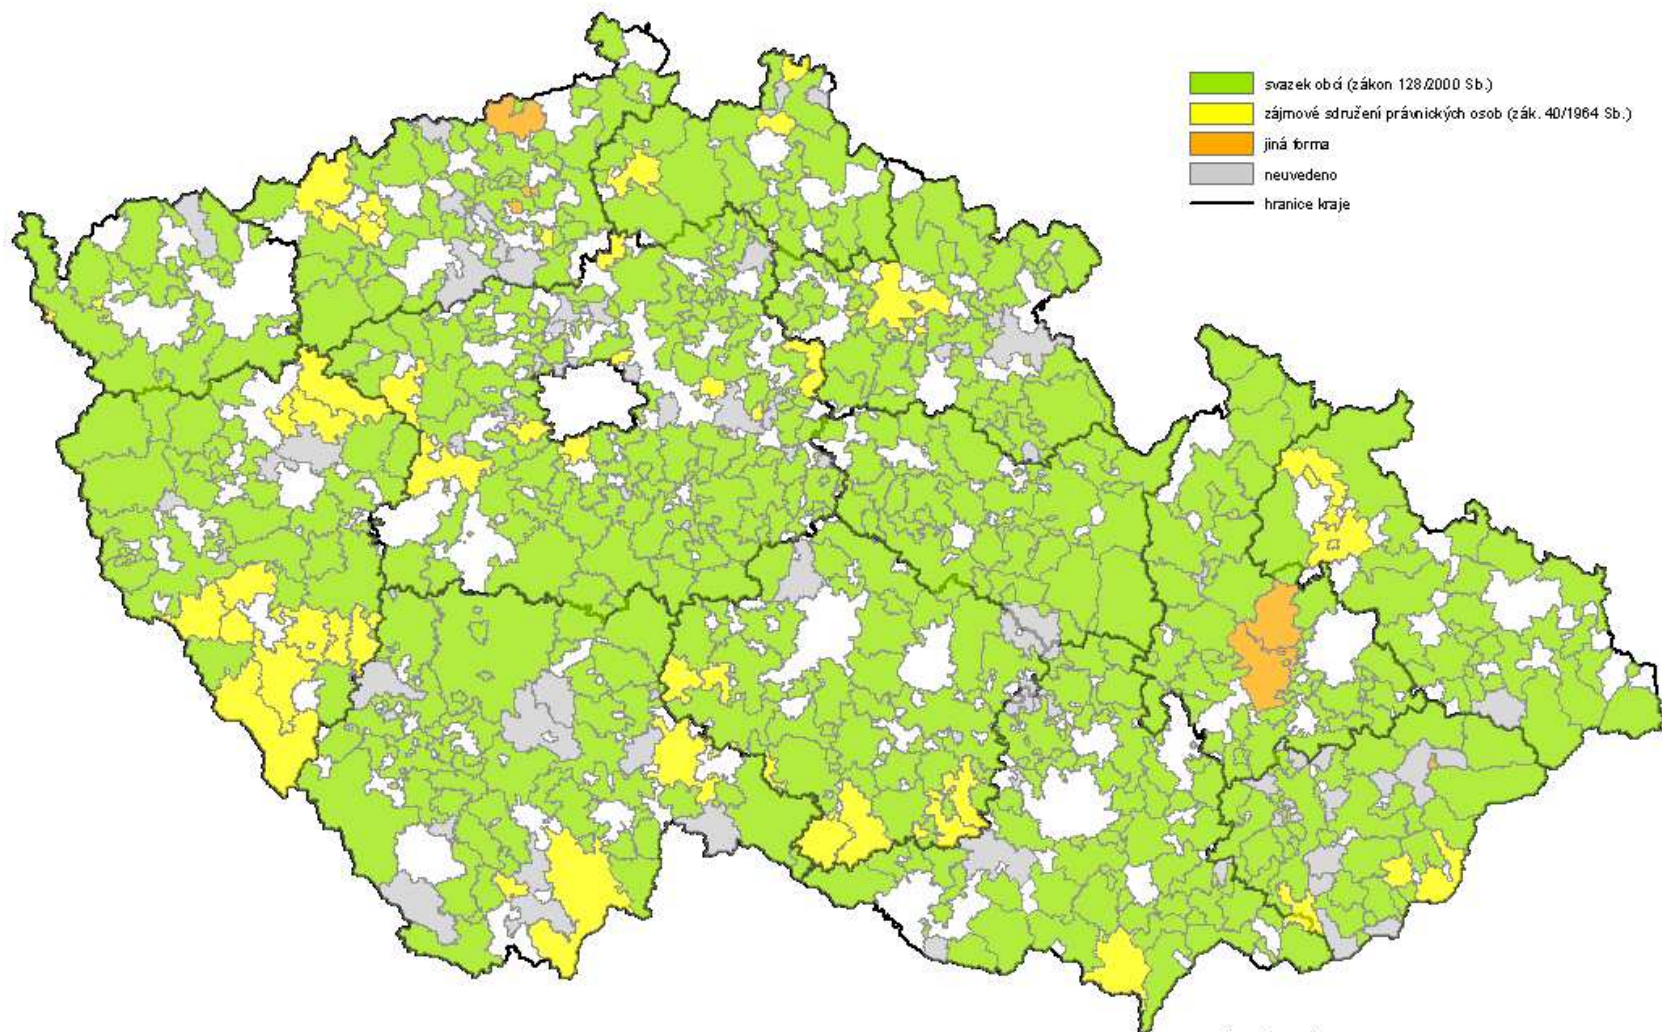 svazek obcí (zákon 128/2000 Sb.)
zájmové sdružení právnických osob (zák. 40/1964 Sb.)
jiná forma
neuvedeno
hranice kraje